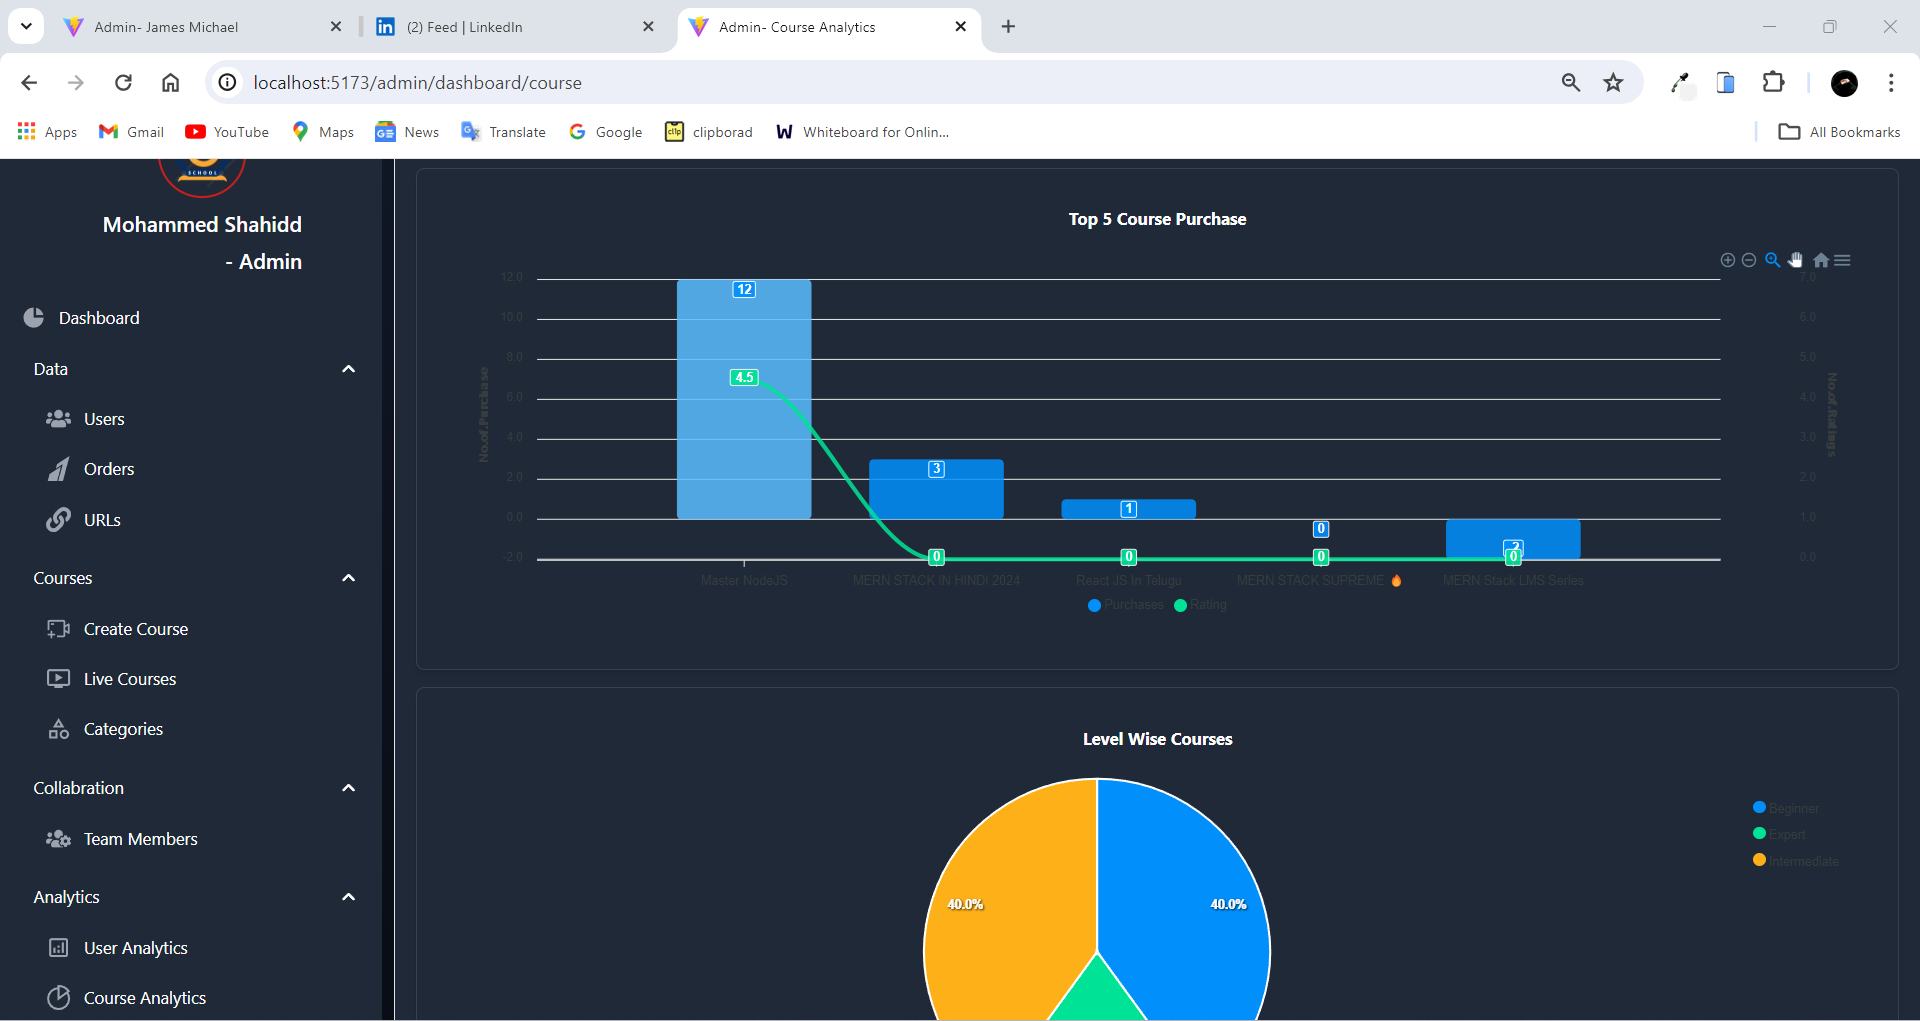 Admin- James Michael
(2) Feed | LinkedIn
Admin- Course Analytics
localhost:5173/admin/dashboard/course
Apps
Gmail
YouTube
Maps
News
Translate
Google
clipborad
Whiteboard for Onlin...
All Bookmarks
SCHOOL
Mohammed Shahidd
- Admin
Dashboard
Data
Users
Orders
URLs
Courses
Create Course
Live Courses
Categories
Collabration
Team Members
Analytics
User Analytics
Course Analytics
Top 5 Course Purchase
12.0
10.0
8.0
6.0
4.0
2.0
0.0
-2.0
No.of.Purchase
7.0
6.0
5.0
4.0
3.0
2.0
1.0
0.0
No.of.Ratings
12
4.5
3
1
0
-2
0
0
0
0
Master NodeJS
MERN STACK IN HINDI 2024
React JS In Telugu
MERN STACK SUPREME 🔥
MERN Stack LMS Series
Purchases
Rating
Level Wise Courses
40.0%
40.0%
Beginner
Expert
Intermediate